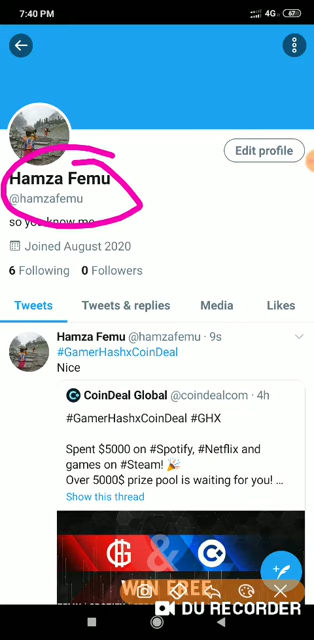 7:40 PM
4G
67
Edit profile
Hamza Femu
@hamzafemu
so you know me
Joined August 2020
6 Following 0 Followers
Tweets Tweets & replies Media Likes
Hamza Femu @hamzafemu · 9s
#GamerHashxCoinDeal
Nice
CoinDeal Global @coindealcom · 4h
#GamerHashxCoinDeal #GHX
Spent $5000 on #Spotify, #Netflix and
games on #Steam! 🎉
Over 5000$ prize pool is waiting for you! ...
Show this thread
&
WIN FREE
DU RECORDER